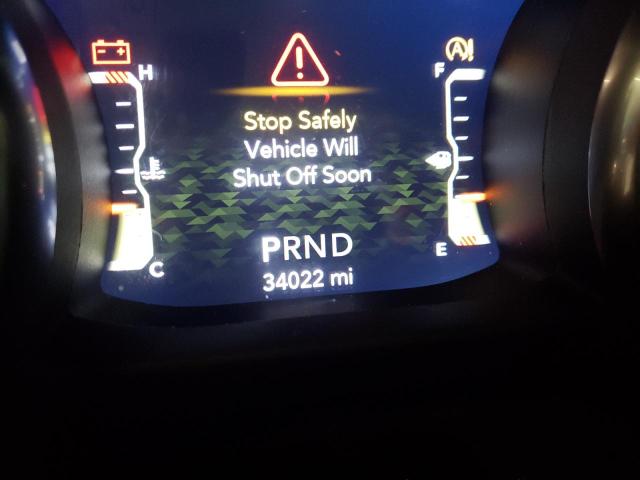 H
F
Stop Safely
Vehicle Will
Shut Off Soon
C
E
PRND
34022 mi